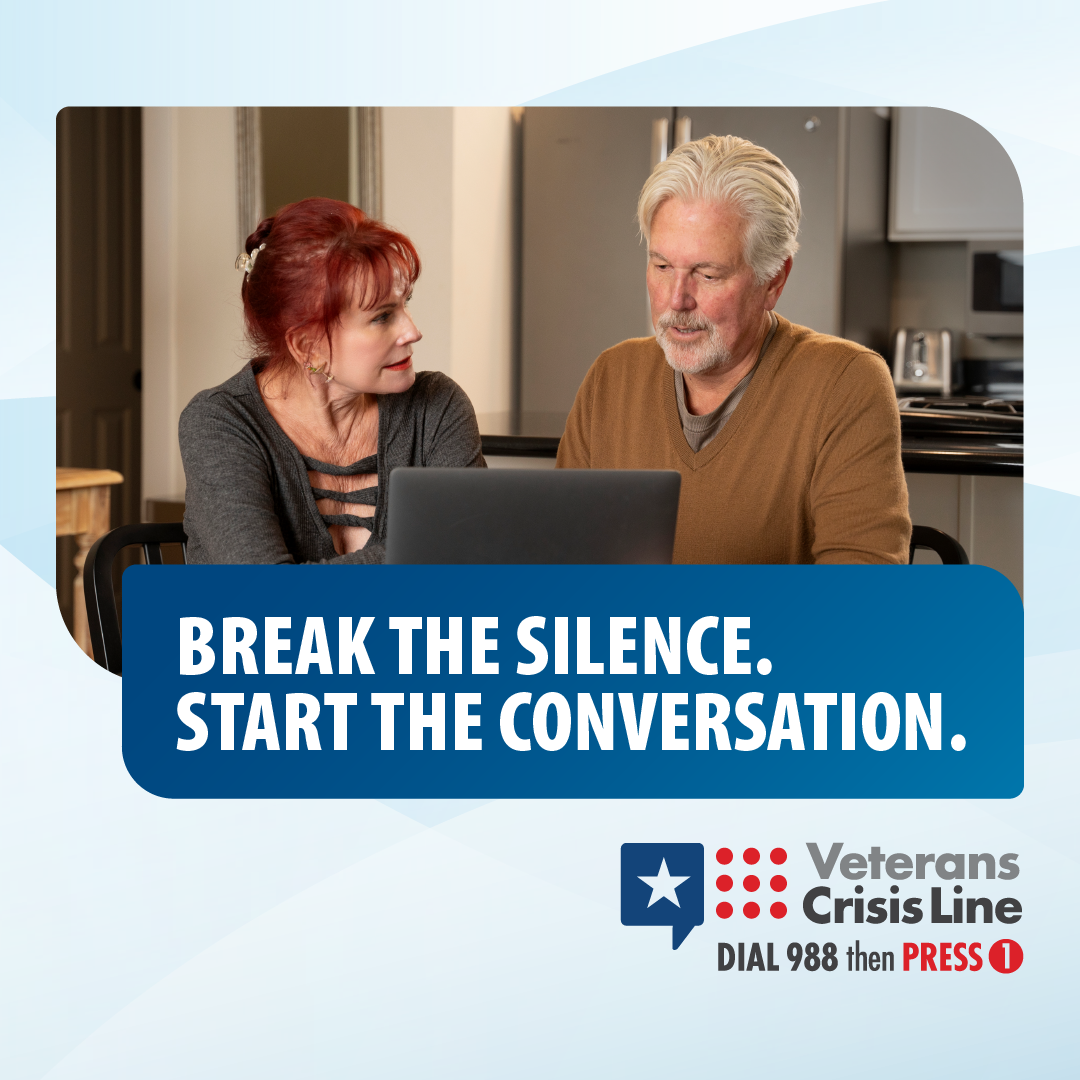 BREAK THE SILENCE.
START THE CONVERSATION.
Veterans
Crisis Line
DIAL 988 then PRESS 1